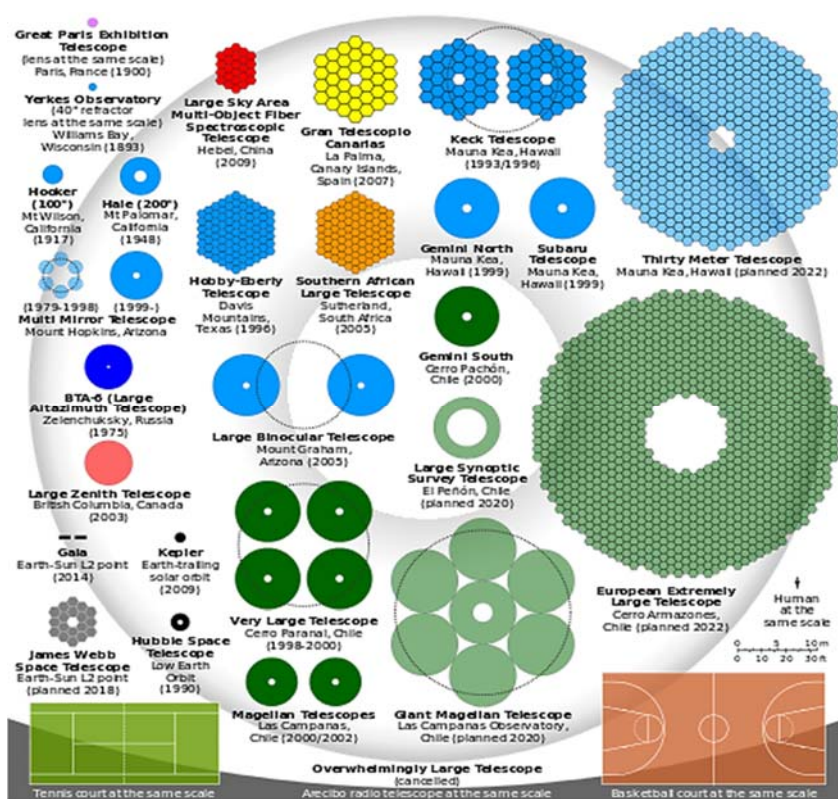 Great Paris Exhibition
Telescope
(lens at the same scale)
Paris, France (1900)
Yerkes Observatory
(40" refractor
lens at the same scale)
Williams Bay,
Wisconsin (1893)
Hooker
(100")
Mt Wilson,
California
(1917)
Hale (200")
Mt Palomar,
California
(1948)
(1979-1998) (1999-)
Multi Mirror Telescope
Mount Hopkins, Arizona
BTA-6 (Large
Altazimuth Telescope)
Zelenchuksky, Russia
(1975)
Large Zenith Telescope
British Columbia, Canada
(2003)
Gaia
Earth-Sun L2 point
(2014)
Kepler
Earth-trailing
solar orbit
(2009)
James Webb
Space Telescope
Earth-Sun L2 point
(planned 2018)
Hubble Space
Telescope
Low Earth
Orbit
(1990)
Large Sky Area
Multi-Object Fiber
Spectroscopic
Telescope
Hebei, China
(2009)
Gran Telescopio
Canarias
La Palma,
Canary Islands,
Spain (2007)
Keck Telescope
Mauna Kea, Hawaii
(1993/1996)
Hobby-Eberly
Telescope
Davis
Mountains,
Texas (1996)
Southern African
Large Telescope
Sutherland,
South Africa
(2005)
Gemini North
Mauna Kea,
Hawaii (1999)
Subaru
Telescope
Mauna Kea,
Hawaii (1999)
Thirty Meter Telescope
Mauna Kea, Hawaii (planned 2022)
Gemini South
Cerro Pachón,
Chile (2000)
Large Binocular Telescope
Mount Graham,
Arizona (2005)
Large Synoptic
Survey Telescope
El Peñón, Chile
(planned 2020)
Very Large Telescope
Cerro Paranal, Chile
(1998-2000)
Magellan Telescopes
Las Campanas,
Chile (2000/2002)
Giant Magellan Telescope
Las Campanas Observatory,
Chile (planned 2020)
European Extremely
Large Telescope
Cerro Armazones,
Chile (planned 2022)
Human
at the
same scale
0 5 10 m
0 10 20 30 ft
Overwhelmingly Large Telescope
(cancelled)
Tennis court at the same scale
Arecibo radio telescope at the same scale
Basketball court at the same scale